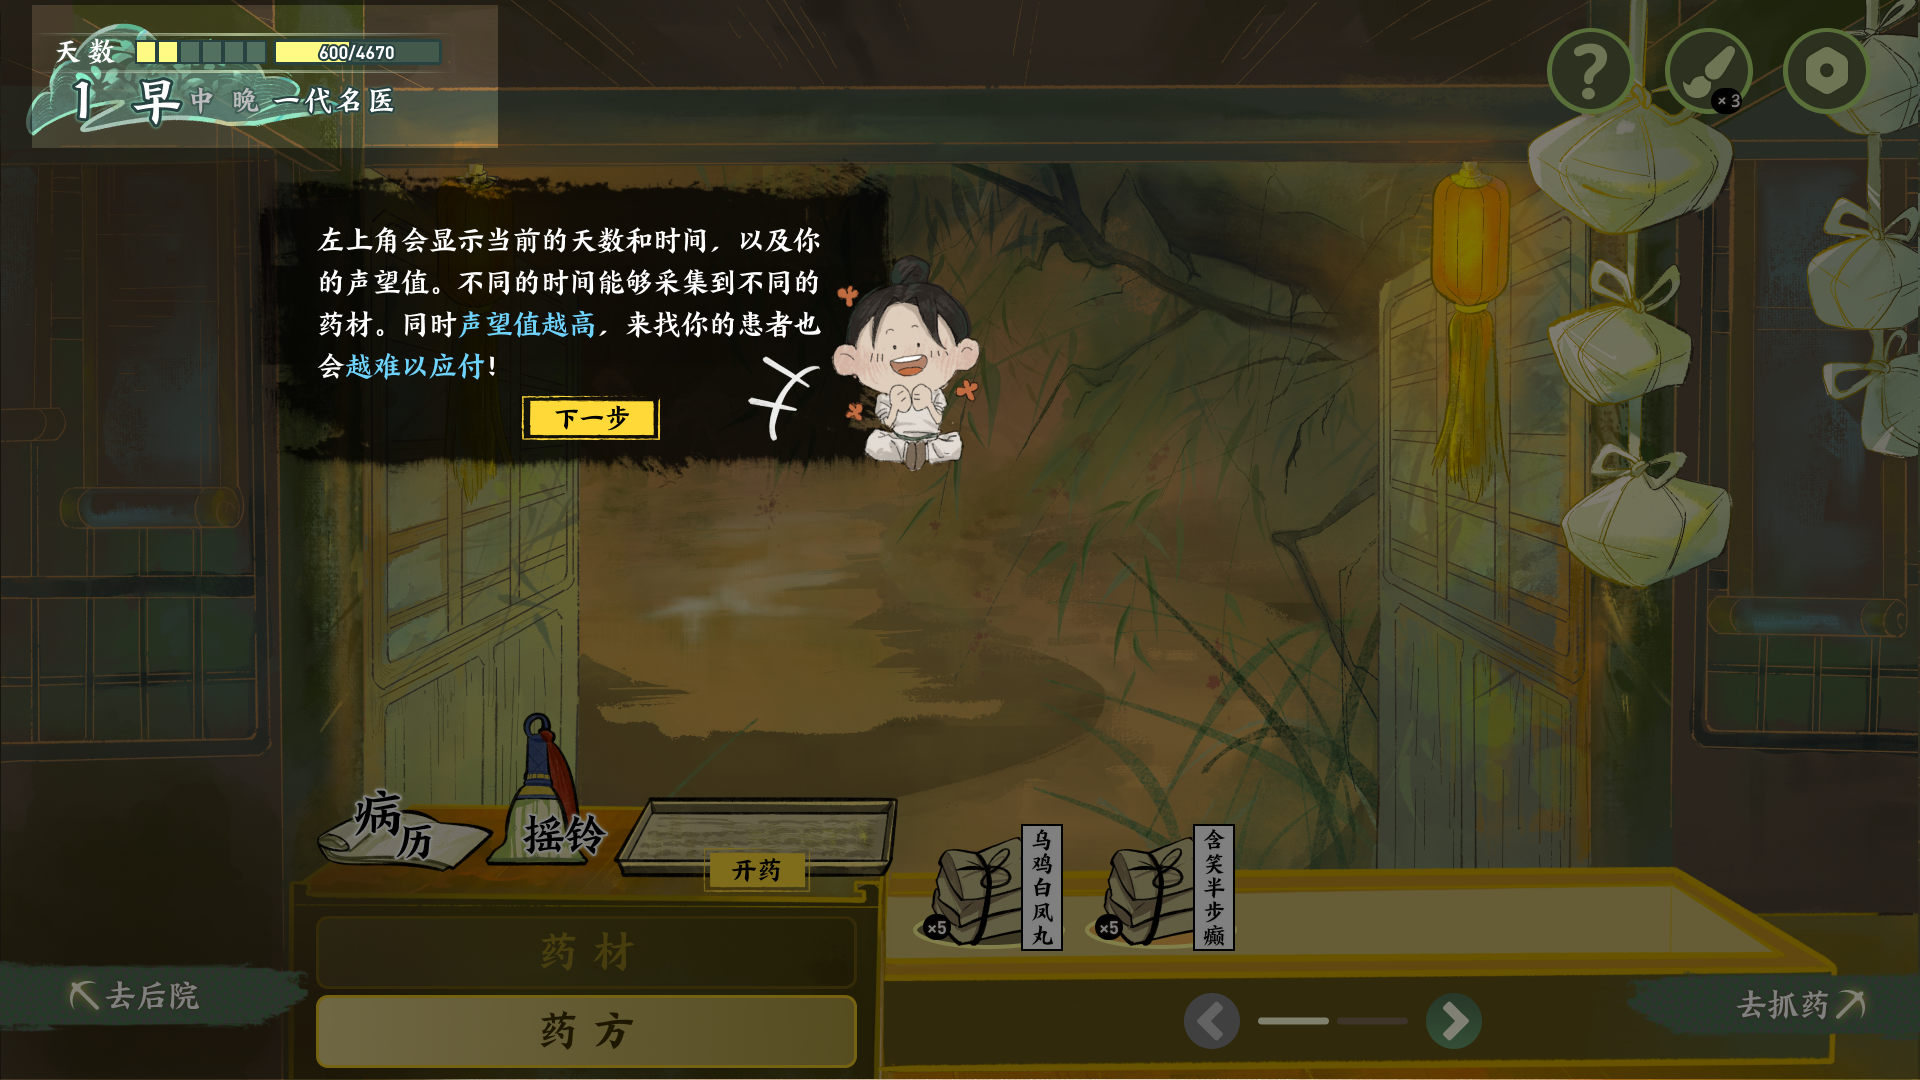 天数
600/4670
1 早 中 晚 一代名医
× 3
左上角会显示当前的天数和时间，以及你
的声望值。不同的时间能够采集到不同的
药材。同时声望值越高，来找你的患者也
会越难以应付！
下一步
病历
摇铃
开药
乌鸡白凤丸
×5
含笑半步癫
×5
药材
药方
去后院
去抓药